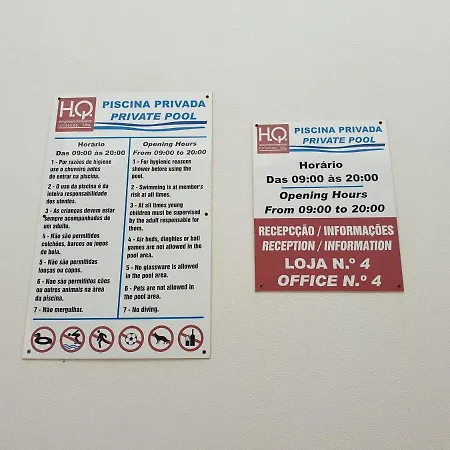 H.Q.
PISCINA PRIVADA
PRIVATE POOL
Horário
Das 09:00 às 20:00
1 - Por razões de higiene
use o chuveiro antes
de entrar na piscina.
2 - O uso da piscina é da
inteira responsabilidade
dos utentes.
3 - As crianças devem estar
sempre acompanhadas de
um adulto.
4 - Não são permitidos
colchões, barcos ou jogos
de bola.
5 - Não são permitidas
louças ou copos.
6 - Nao são permitidos cães
ou outros animais na área
da piscina.
7 - Não mergulhar.
Opening Hours
From 09:00 to 20:00
1 - For hygienic reasons
shower before using the
pool.
2 - Swimming is at member's
risk at all times.
3 - At all times young
children must be supervised
by the adult responsible for
them.
4 - Air beds, dinghies or ball
games are not allowed in
the pool area.
5 - No glassware is allowed
in the pool area.
6 - Pets are not allowed in
the pool area.
7 - No diving.
H.Q.
PISCINA PRIVADA
PRIVATE POOL
Horário
Das 09:00 às 20:00
Opening Hours
From 09:00 to 20:00
RECEPCÇÃO / INFORMAÇÕES
RECEPTION / INFORMATION
LOJA N.º 4
OFFICE N.º 4